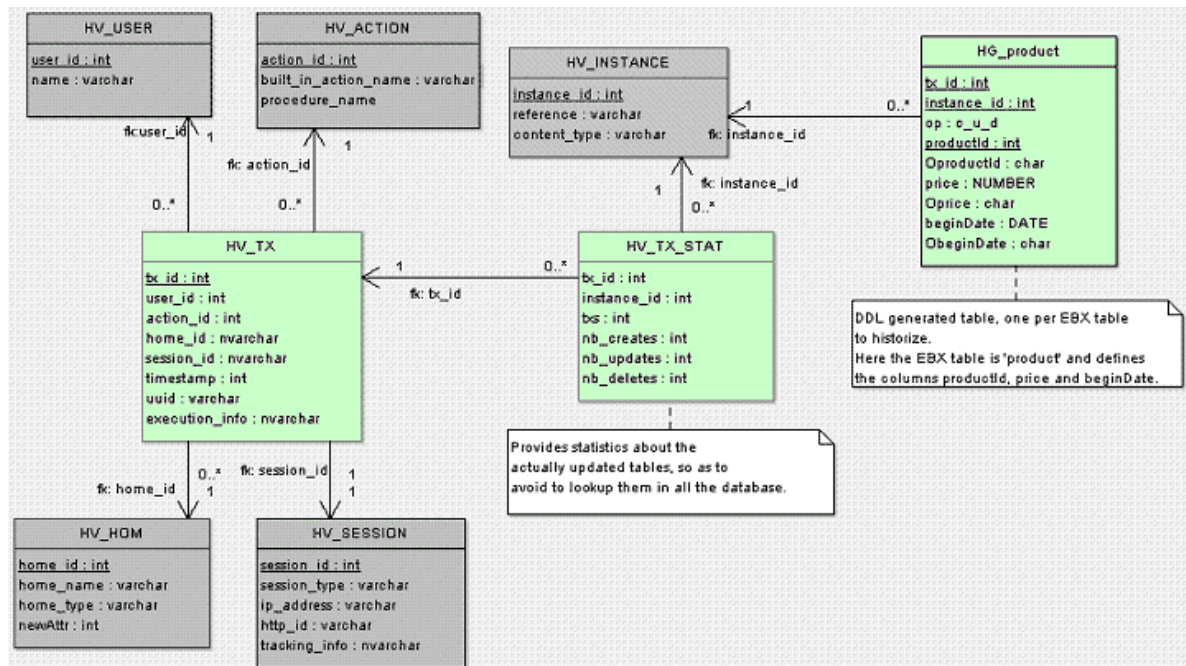 HV_USER
user_id : int
name : varchar
HV_ACTION
action_id : int
built_in_action_name : varchar
procedure_name
HV_INSTANCE
instance_id : int
reference : varchar
content_type : varchar
HG_product
tx_id : int
instance_id : int
op : c_u_d
productId : int
OproductId : char
price : NUMBER
Oprice : char
beginDate : DATE
ObeginDate : char
fk:user_id
1
0..*
fk: action_id
1
0..*
1
fk: instance_id
0..*
1
fk: instance_id
0..*
HV_TX
tx_id : int
user_id : int
action_id : int
home_id : nvarchar
session_id : nvarchar
timestamp : int
uuid : varchar
execution_info : nvarchar
1
fk: tx_id
0..*
HV_TX_STAT
tx_id : int
instance_id : int
txs : int
nb_creates : int
nb_updates : int
nb_deletes : int
DDL generated table, one per EBX table
to historize.
Here the EBX table is 'product' and defines
the columns productId, price and beginDate.
Provides statistics about the
actually updated tables, so as to
avoid to lookup them in all the database.
fk: home_id
0..*
1
fk: session_id
1
1
HV_HOM
home_id : int
home_name : varchar
home_type : varchar
newAttr : int
HV_SESSION
session_id : int
session_type : varchar
ip_address : varchar
http_id : varchar
tracking_info : nvarchar